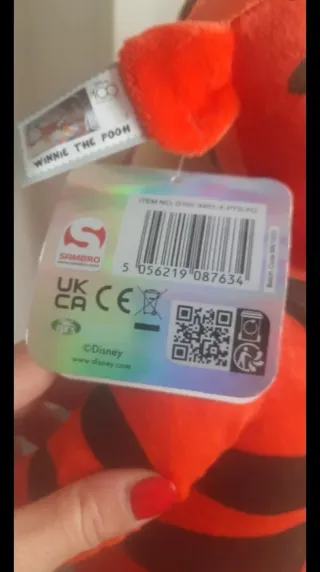 100
WINNIE THE POOH
ITEM NO:
5 056219 087634
SAMBRO
UK
CA CE
©Disney
www.disney.com